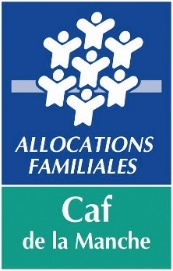 ALLOCATIONS
FAMILIALES
Caf
de la Manche